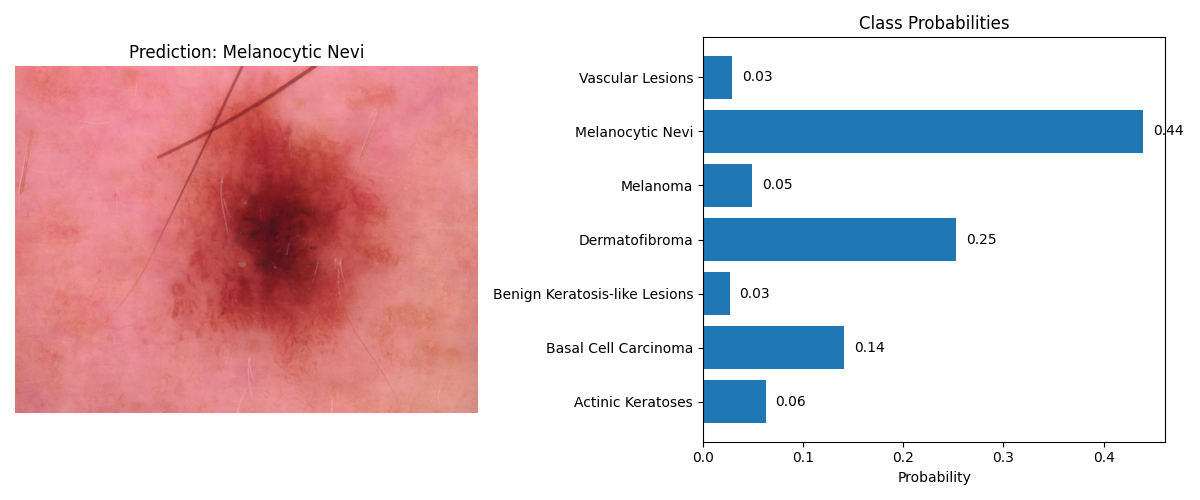 Prediction: Melanocytic Nevi
Class Probabilities
Vascular Lesions 0.03
Melanocytic Nevi 0.44
Melanoma 0.05
Dermatofibroma 0.25
Benign Keratosis-like Lesions 0.03
Basal Cell Carcinoma 0.14
Actinic Keratoses 0.06
0.0 0.1 0.2 0.3 0.4
Probability